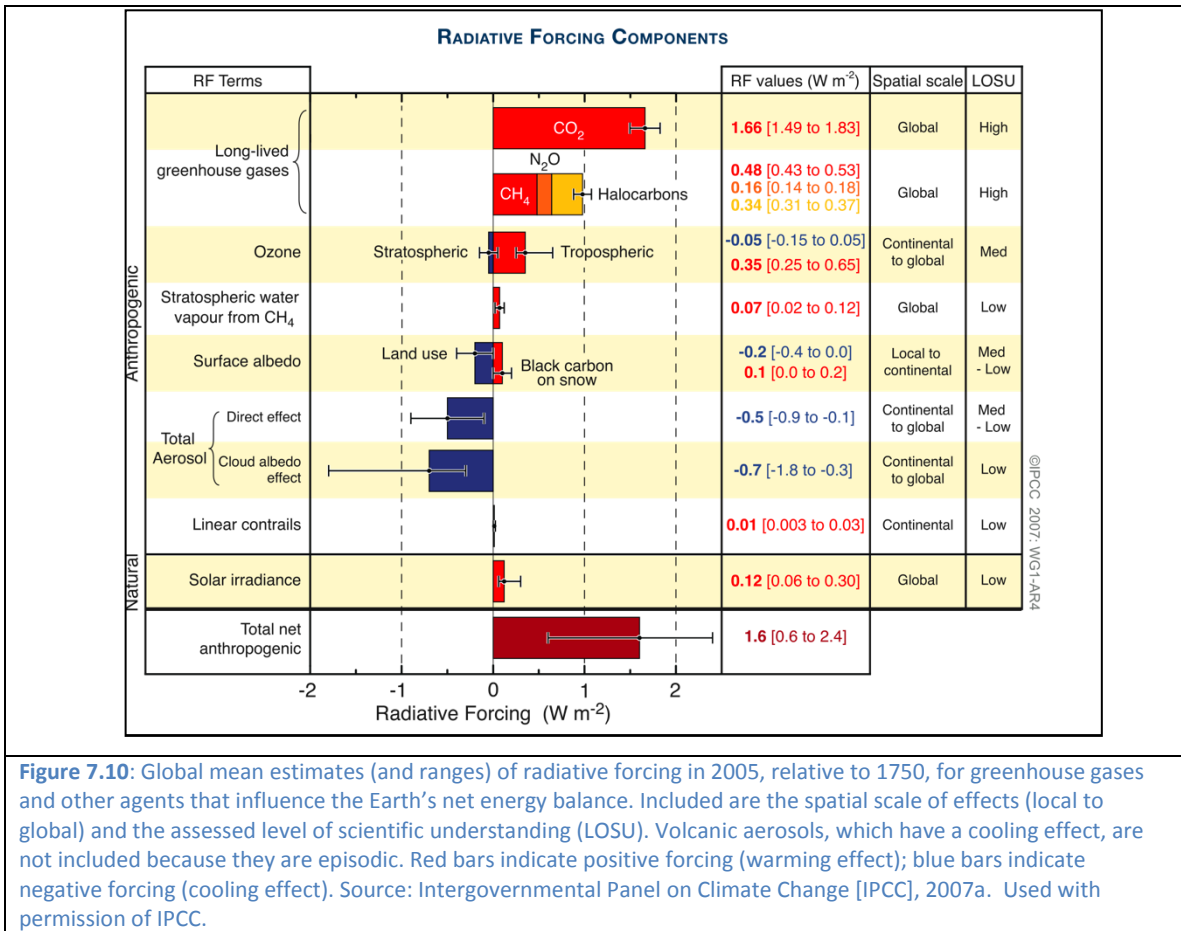 RADIATIVE FORCING COMPONENTS
RF Terms
RF values (W m⁻²)
Spatial scale
LOSU
Anthropogenic
Long-lived
greenhouse gases
CO₂
1.66 [1.49 to 1.83]
Global
High
N₂O
CH₄
Halocarbons
0.48 [0.43 to 0.53]
0.16 [0.14 to 0.18]
0.34 [0.31 to 0.37]
Global
High
Ozone
Stratospheric
Tropospheric
-0.05 [-0.15 to 0.05]
0.35 [0.25 to 0.65]
Continental
to global
Med
Stratospheric water
vapour from CH₄
0.07 [0.02 to 0.12]
Global
Low
Surface albedo
Land use
Black carbon
on snow
-0.2 [-0.4 to 0.0]
0.1 [0.0 to 0.2]
Local to
continental
Med
- Low
Total
Aerosol
Direct effect
-0.5 [-0.9 to -0.1]
Continental
to global
Med
- Low
Cloud albedo
effect
-0.7 [-1.8 to -0.3]
Continental
to global
Low
Linear contrails
0.01 [0.003 to 0.03]
Continental
Low
Natural
Solar irradiance
0.12 [0.06 to 0.30]
Global
Low
Total net
anthropogenic
1.6 [0.6 to 2.4]
©IPCC 2007: WG1-AR4
-2 -1 0 1 2
Radiative Forcing (W m⁻²)
Figure 7.10: Global mean estimates (and ranges) of radiative forcing in 2005, relative to 1750, for greenhouse gases
and other agents that influence the Earth’s net energy balance. Included are the spatial scale of effects (local to
global) and the assessed level of scientific understanding (LOSU). Volcanic aerosols, which have a cooling effect, are
not included because they are episodic. Red bars indicate positive forcing (warming effect); blue bars indicate
negative forcing (cooling effect). Source: Intergovernmental Panel on Climate Change [IPCC], 2007a. Used with
permission of IPCC.